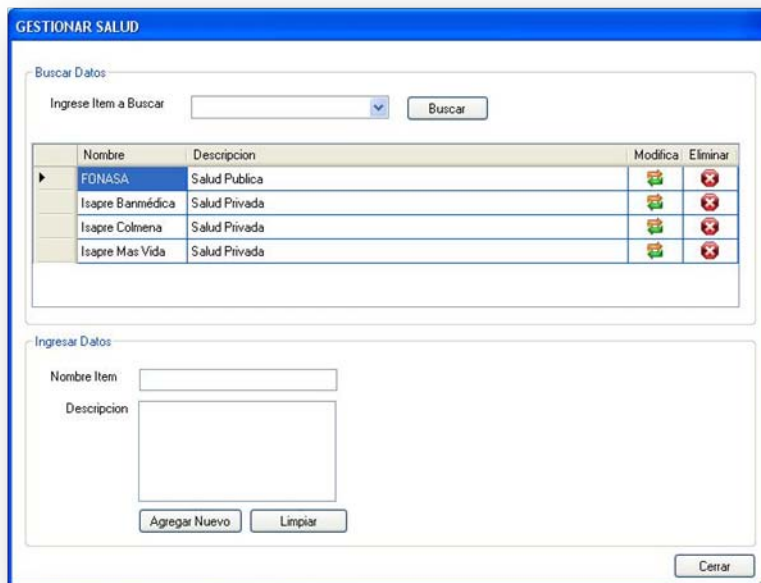 GESTIONAR SALUD
Buscar Datos
Ingrese Item a Buscar Buscar
Nombre Descripcion Modifica Eliminar
FONASA Salud Publica
Isapre Banmédica Salud Privada
Isapre Colmena Salud Privada
Isapre Mas Vida Salud Privada
Ingresar Datos
Nombre Item
Descripcion
Agregar Nuevo Limpiar
Cerrar